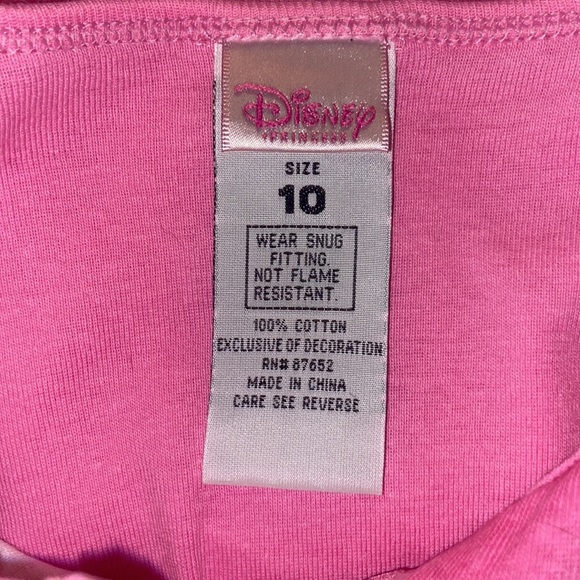 Disney
PRINCESS
SIZE
10
WEAR SNUG
FITTING.
NOT FLAME
RESISTANT.
100% COTTON
EXCLUSIVE OF DECORATION
RN# 87652
MADE IN CHINA
CARE SEE REVERSE